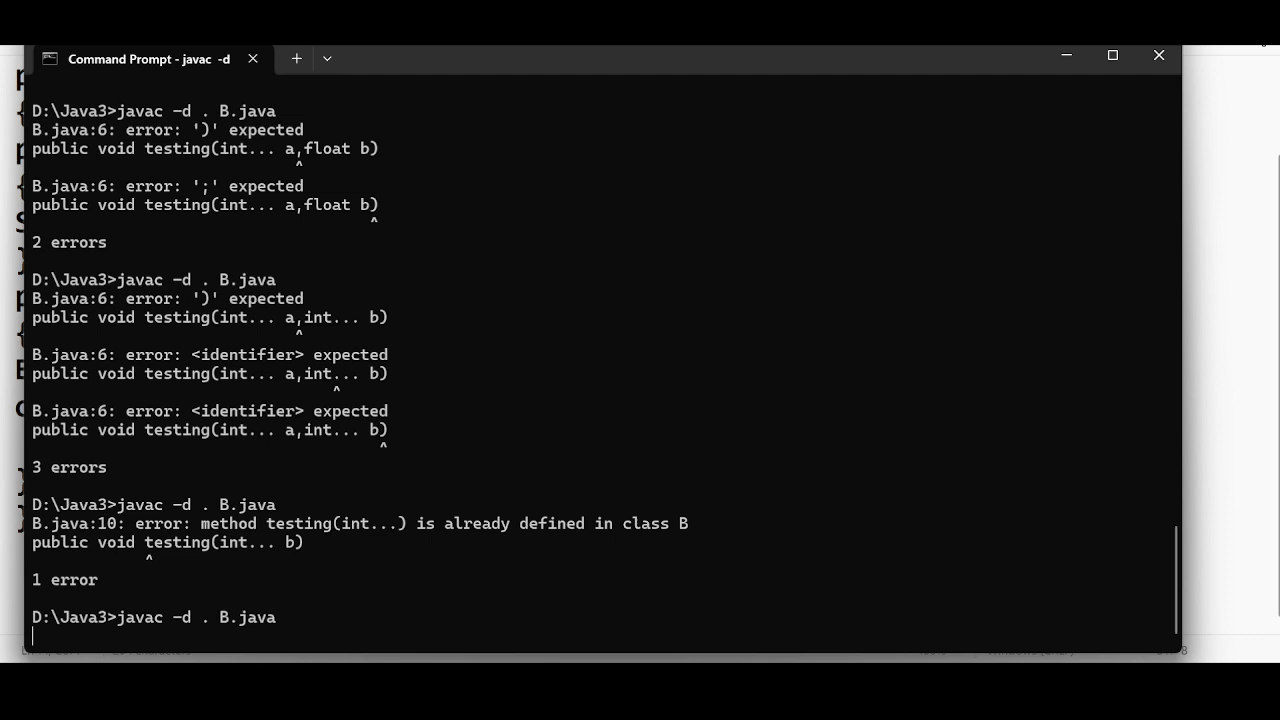 Command Prompt - javac -d
D:\Java3>javac -d . B.java
B.java:6: error: ')' expected
public void testing(int... a,float b)
^
B.java:6: error: ';' expected
public void testing(int... a,float b)
^
2 errors
D:\Java3>javac -d . B.java
B.java:6: error: ')' expected
public void testing(int... a,int... b)
^
B.java:6: error: <identifier> expected
public void testing(int... a,int... b)
^
B.java:6: error: <identifier> expected
public void testing(int... a,int... b)
^
3 errors
D:\Java3>javac -d . B.java
B.java:10: error: method testing(int...) is already defined in class B
public void testing(int... b)
^
1 error
D:\Java3>javac -d . B.java